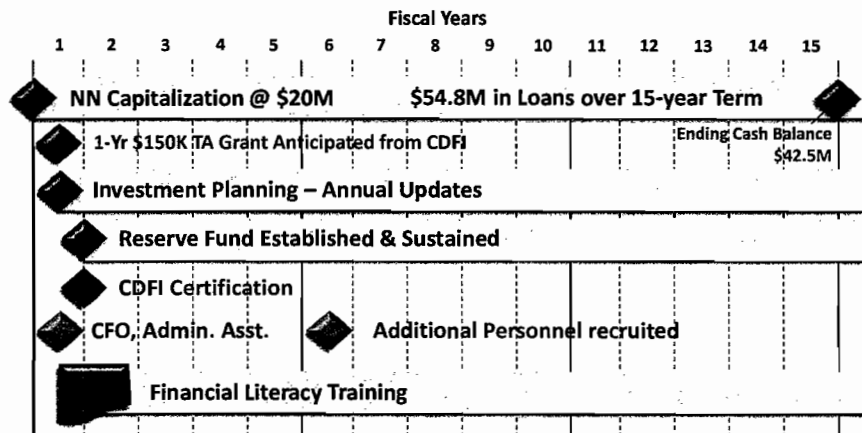 Fiscal Years
1 2 3 4 5 6 7 8 9 10 11 12 13 14 15
NN Capitalization @ $20M $54.8M in Loans over 15-year Term
1-Yr $150K TA Grant Anticipated from CDFI
Ending Cash Balance
$42.5M
Investment Planning – Annual Updates
Reserve Fund Established & Sustained
CDFI Certification
CFO, Admin. Asst. Additional Personnel recruited
Financial Literacy Training